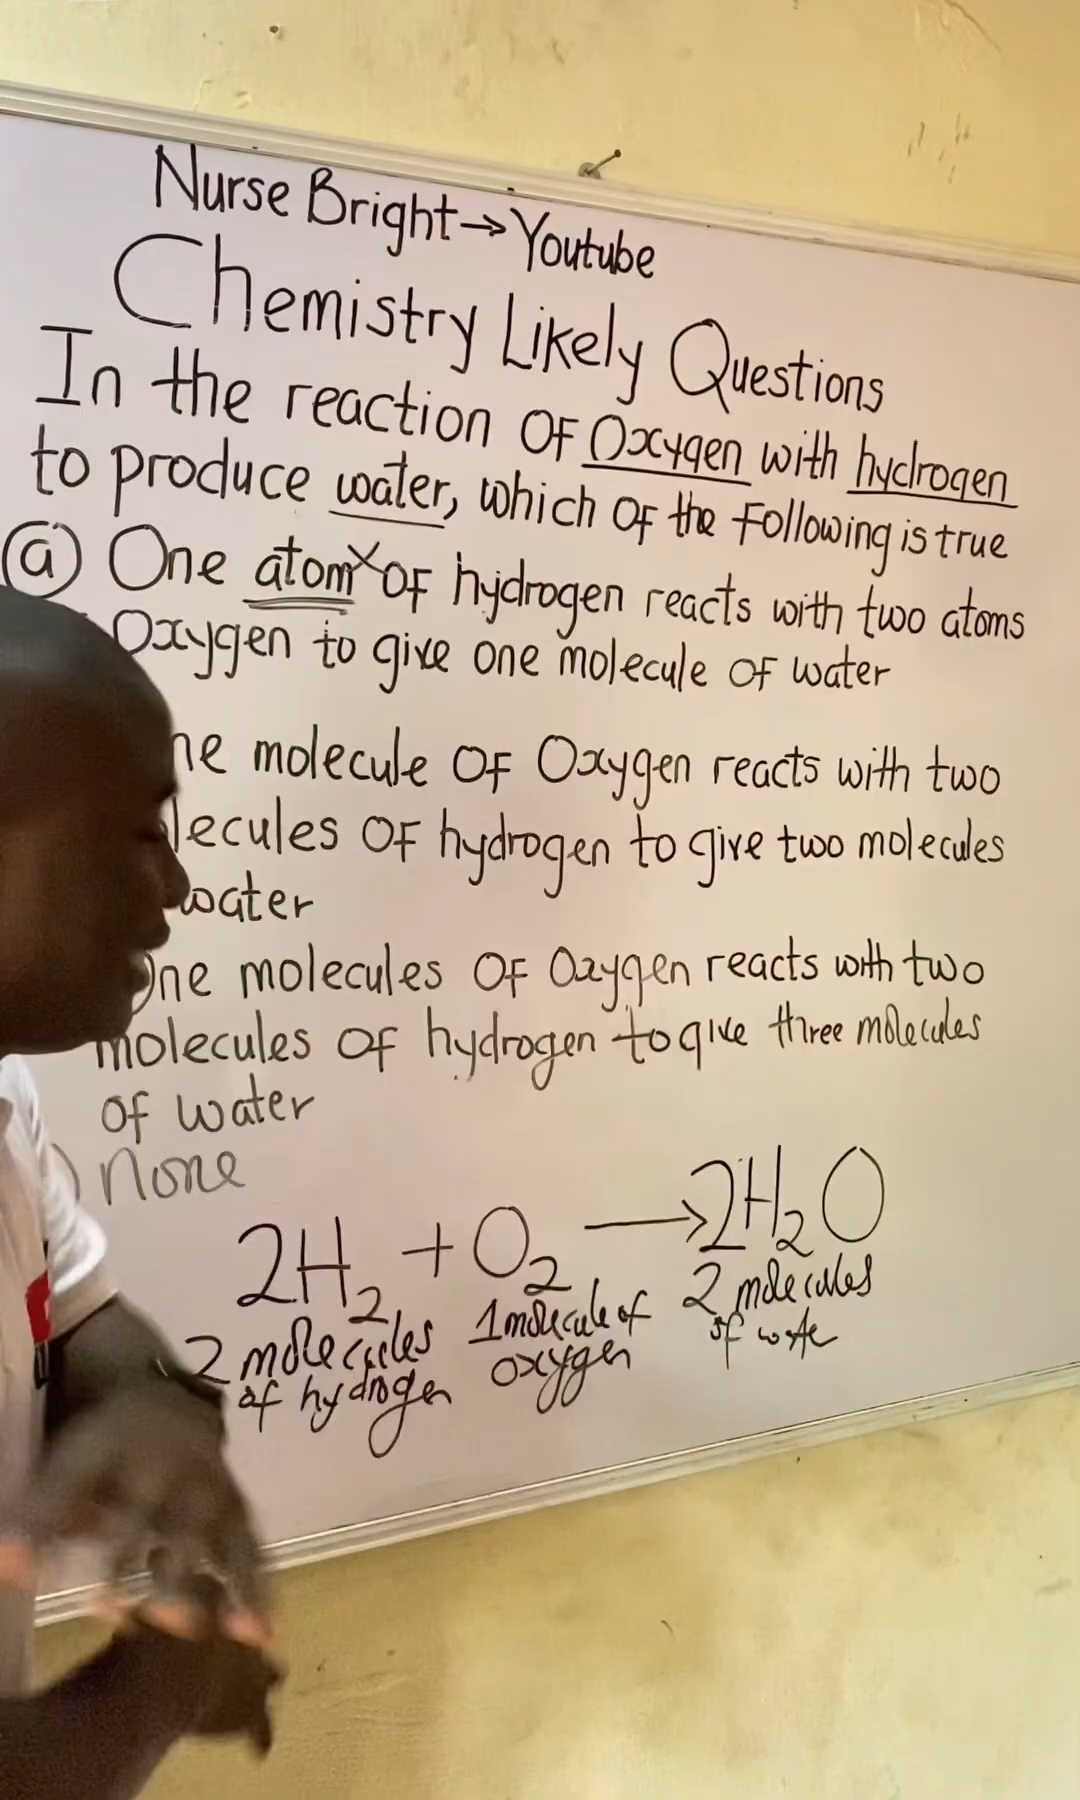 Nurse Bright → Youtube
Chemistry Likely Questions
In the reaction of Oxygen with hydrogen
to produce water, which of the following is true
(a) One atom of hydrogen reacts with two atoms
Oxygen to give one molecule of water
ne molecule of Oxygen reacts with two
lecules of hydrogen to give two molecules
water
One molecules of Oxygen reacts with two
molecules of hydrogen to give three molecules
of water
) none
2H₂ + O₂ → 2H₂O
2 molecules 1 molecule of 2 molecules
of hydrogen oxygen of